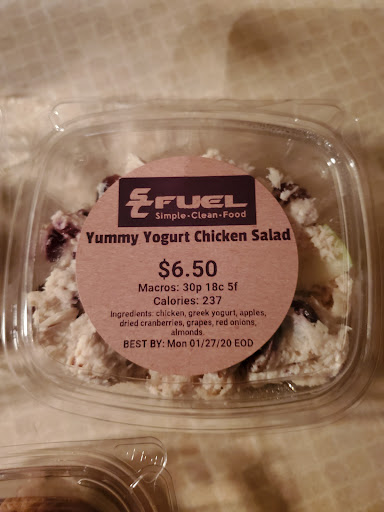 SC FUEL
Simple·Clean·Food
Yummy Yogurt Chicken Salad
$6.50
Macros: 30p 18c 5f
Calories: 237
Ingredients: chicken, greek yogurt, apples,
dried cranberries, grapes, red onions,
almonds.
BEST BY: Mon 01/27/20 EOD